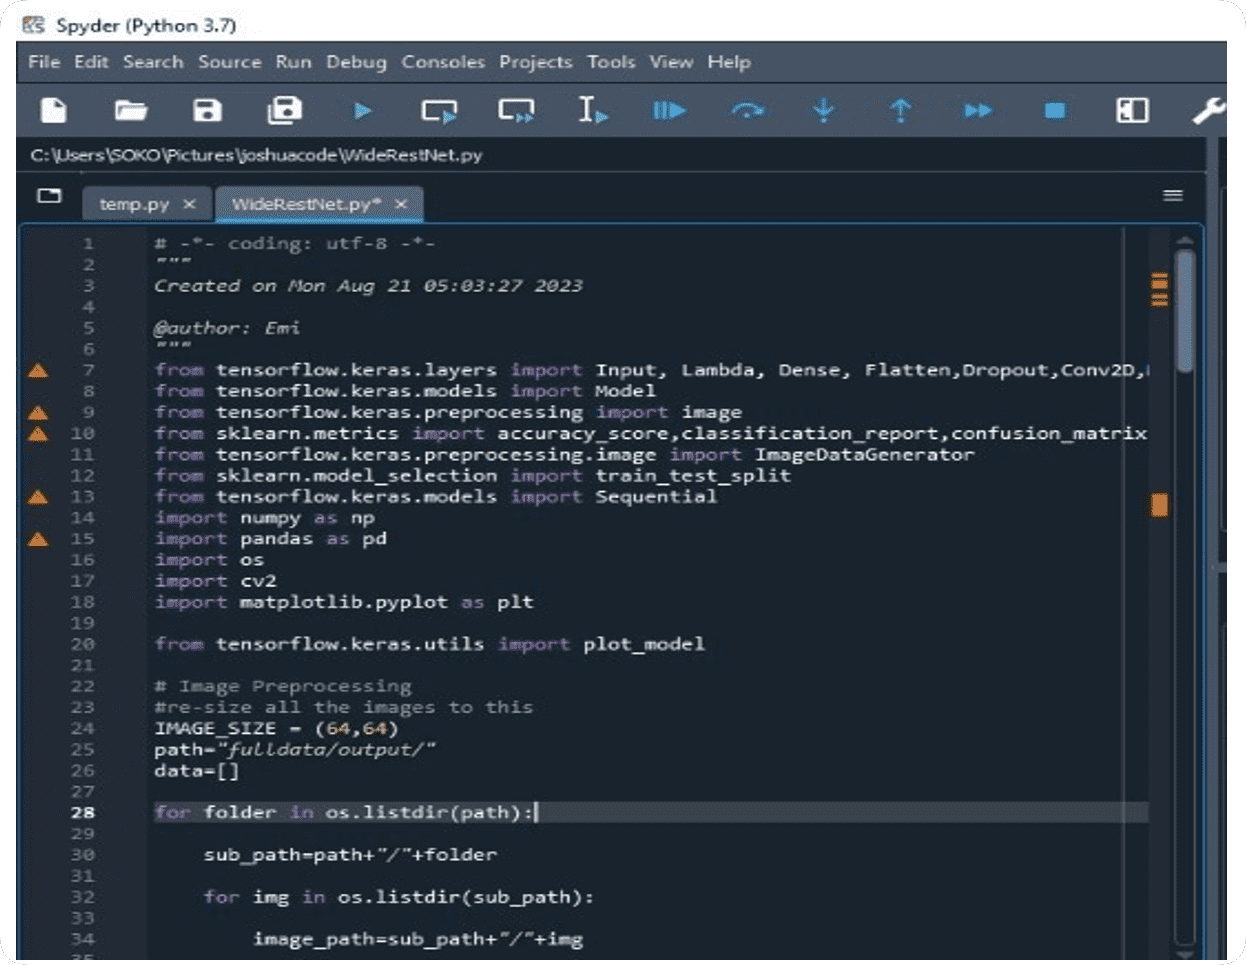 Spyder (Python 3.7)
File Edit Search Source Run Debug Consoles Projects Tools View Help
C:\Users\SOKO\Pictures\joshuacode\WideRestNet.py
temp.py × WideRestNet.py* ×
1 # -*- coding: utf-8 -*-
2 """
3 Created on Mon Aug 21 05:03:27 2023
4
5 @author: Emi
6 """
7 from tensorflow.keras.layers import Input, Lambda, Dense, Flatten,Dropout,Conv2D,
8 from tensorflow.keras.models import Model
9 from tensorflow.keras.preprocessing import image
10 from sklearn.metrics import accuracy_score,classification_report,confusion_matrix
11 from tensorflow.keras.preprocessing.image import ImageDataGenerator
12 from sklearn.model_selection import train_test_split
13 from tensorflow.keras.models import Sequential
14 import numpy as np
15 import pandas as pd
16 import os
17 import cv2
18 import matplotlib.pyplot as plt
19
20 from tensorflow.keras.utils import plot_model
21
22 # Image Preprocessing
23 #re-size all the images to this
24 IMAGE_SIZE = (64,64)
25 path="fulldata/output/"
26 data=[]
27
28 for folder in os.listdir(path):
29
30 sub_path=path+"/"+folder
31
32 for img in os.listdir(sub_path):
33
34 image_path=sub_path+"/"+img